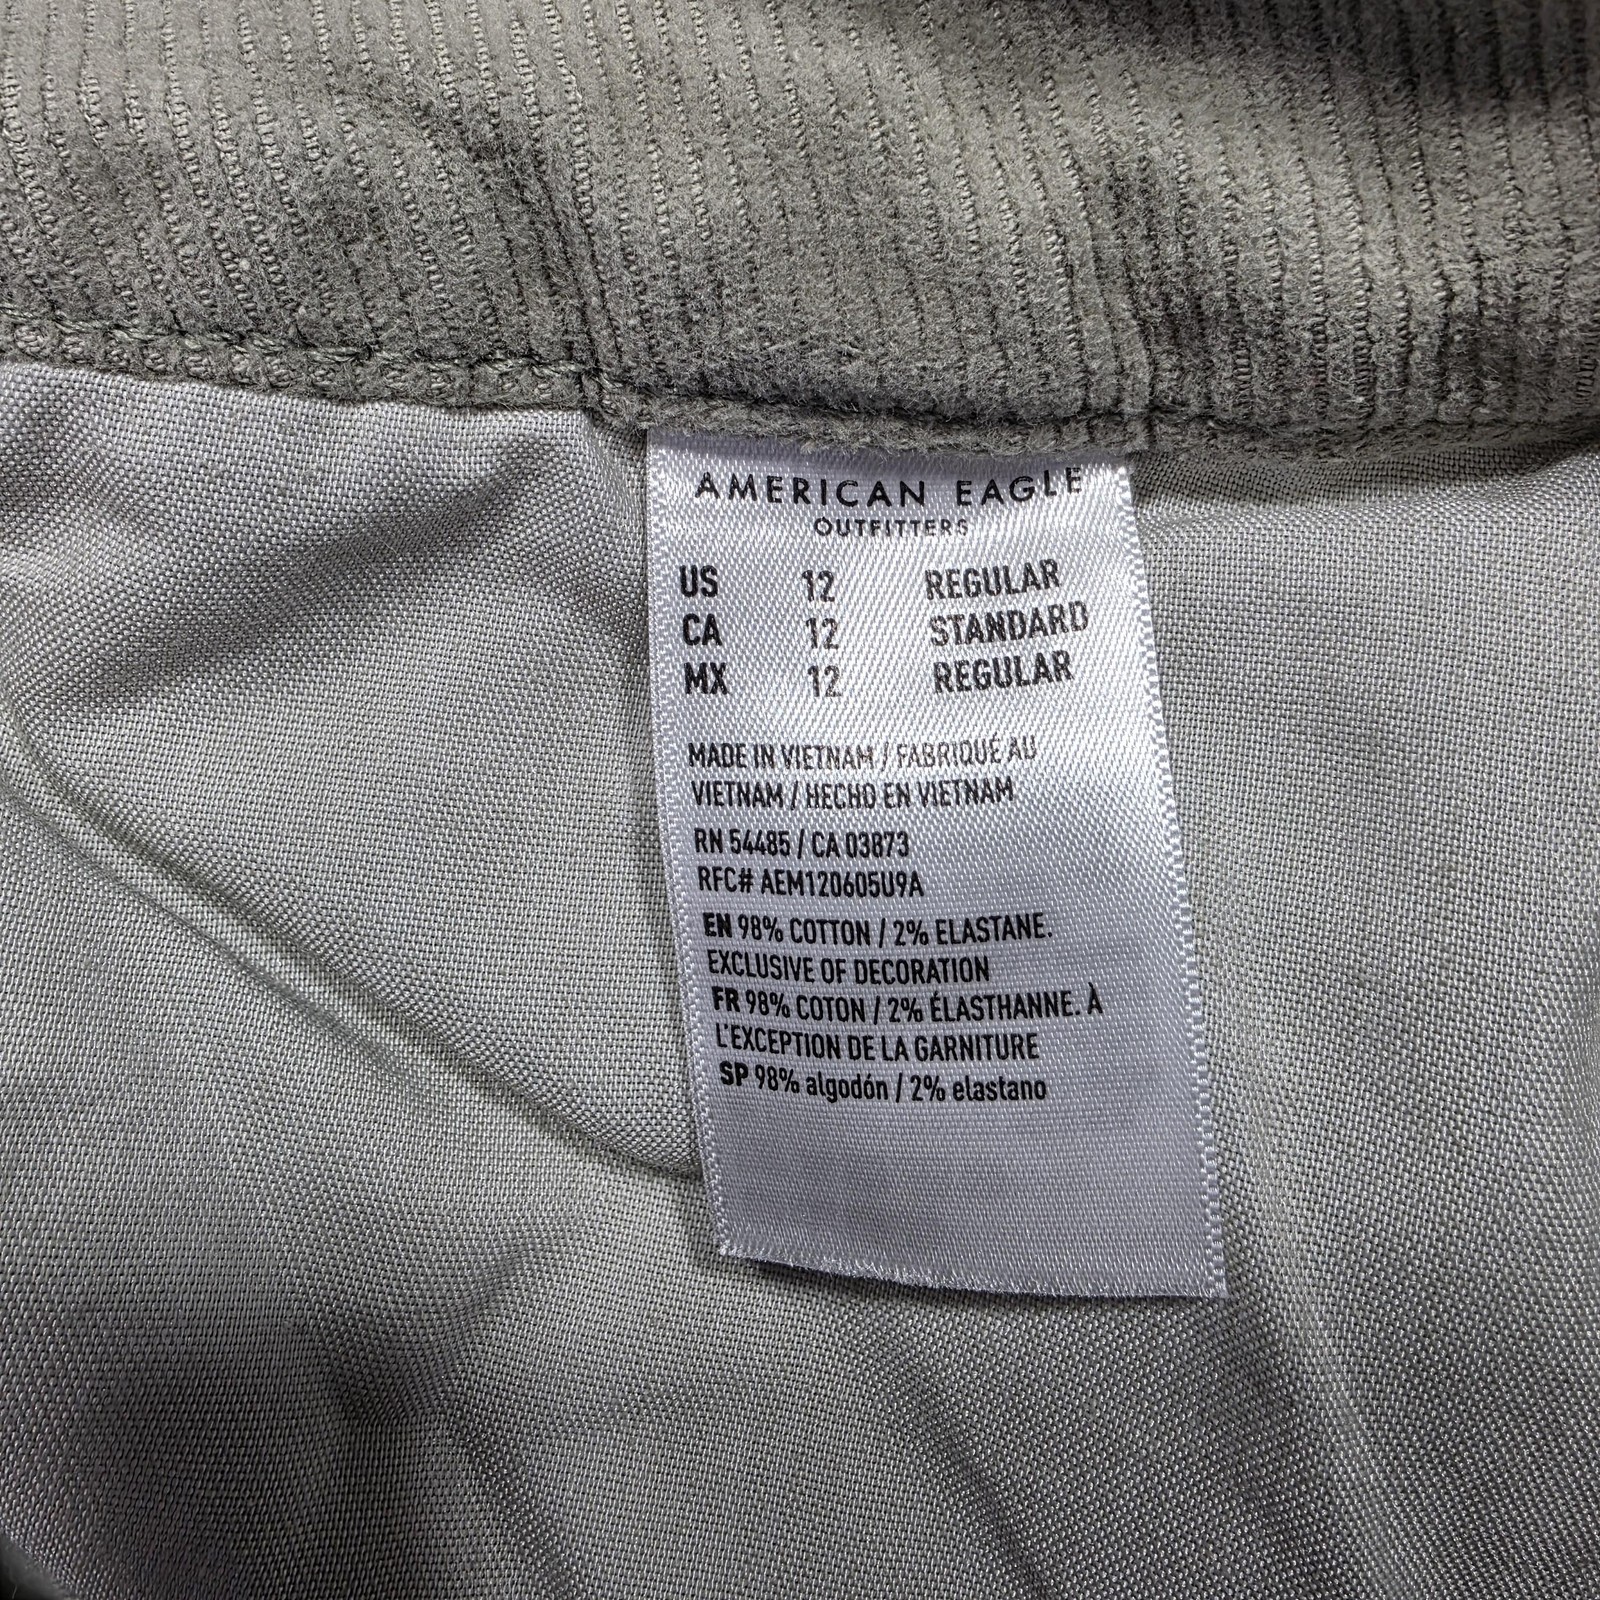 AMERICAN EAGLE
OUTFITTERS
US 12 REGULAR
CA 12 STANDARD
MX 12 REGULAR
MADE IN VIETNAM / FABRIQUÉ AU
VIETNAM / HECHO EN VIETNAM
RN 54485 / CA 03873
RFC# AEM120605U9A
EN 98% COTTON / 2% ELASTANE.
EXCLUSIVE OF DECORATION
FR 98% COTON / 2% ÉLASTHANNE. À
L'EXCEPTION DE LA GARNITURE
SP 98% algodón / 2% elastano